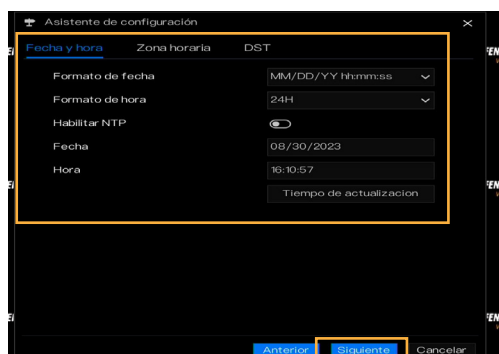 Asistente de configuración
Fecha y hora Zona horaria DST
Formato de fecha MM/DD/YY hh:mm:ss
Formato de hora 24H
Habilitar NTP
Fecha 08/30/2023
Hora 16:10:57
Tiempo de actualizacion
Anterior Siguiente Cancelar